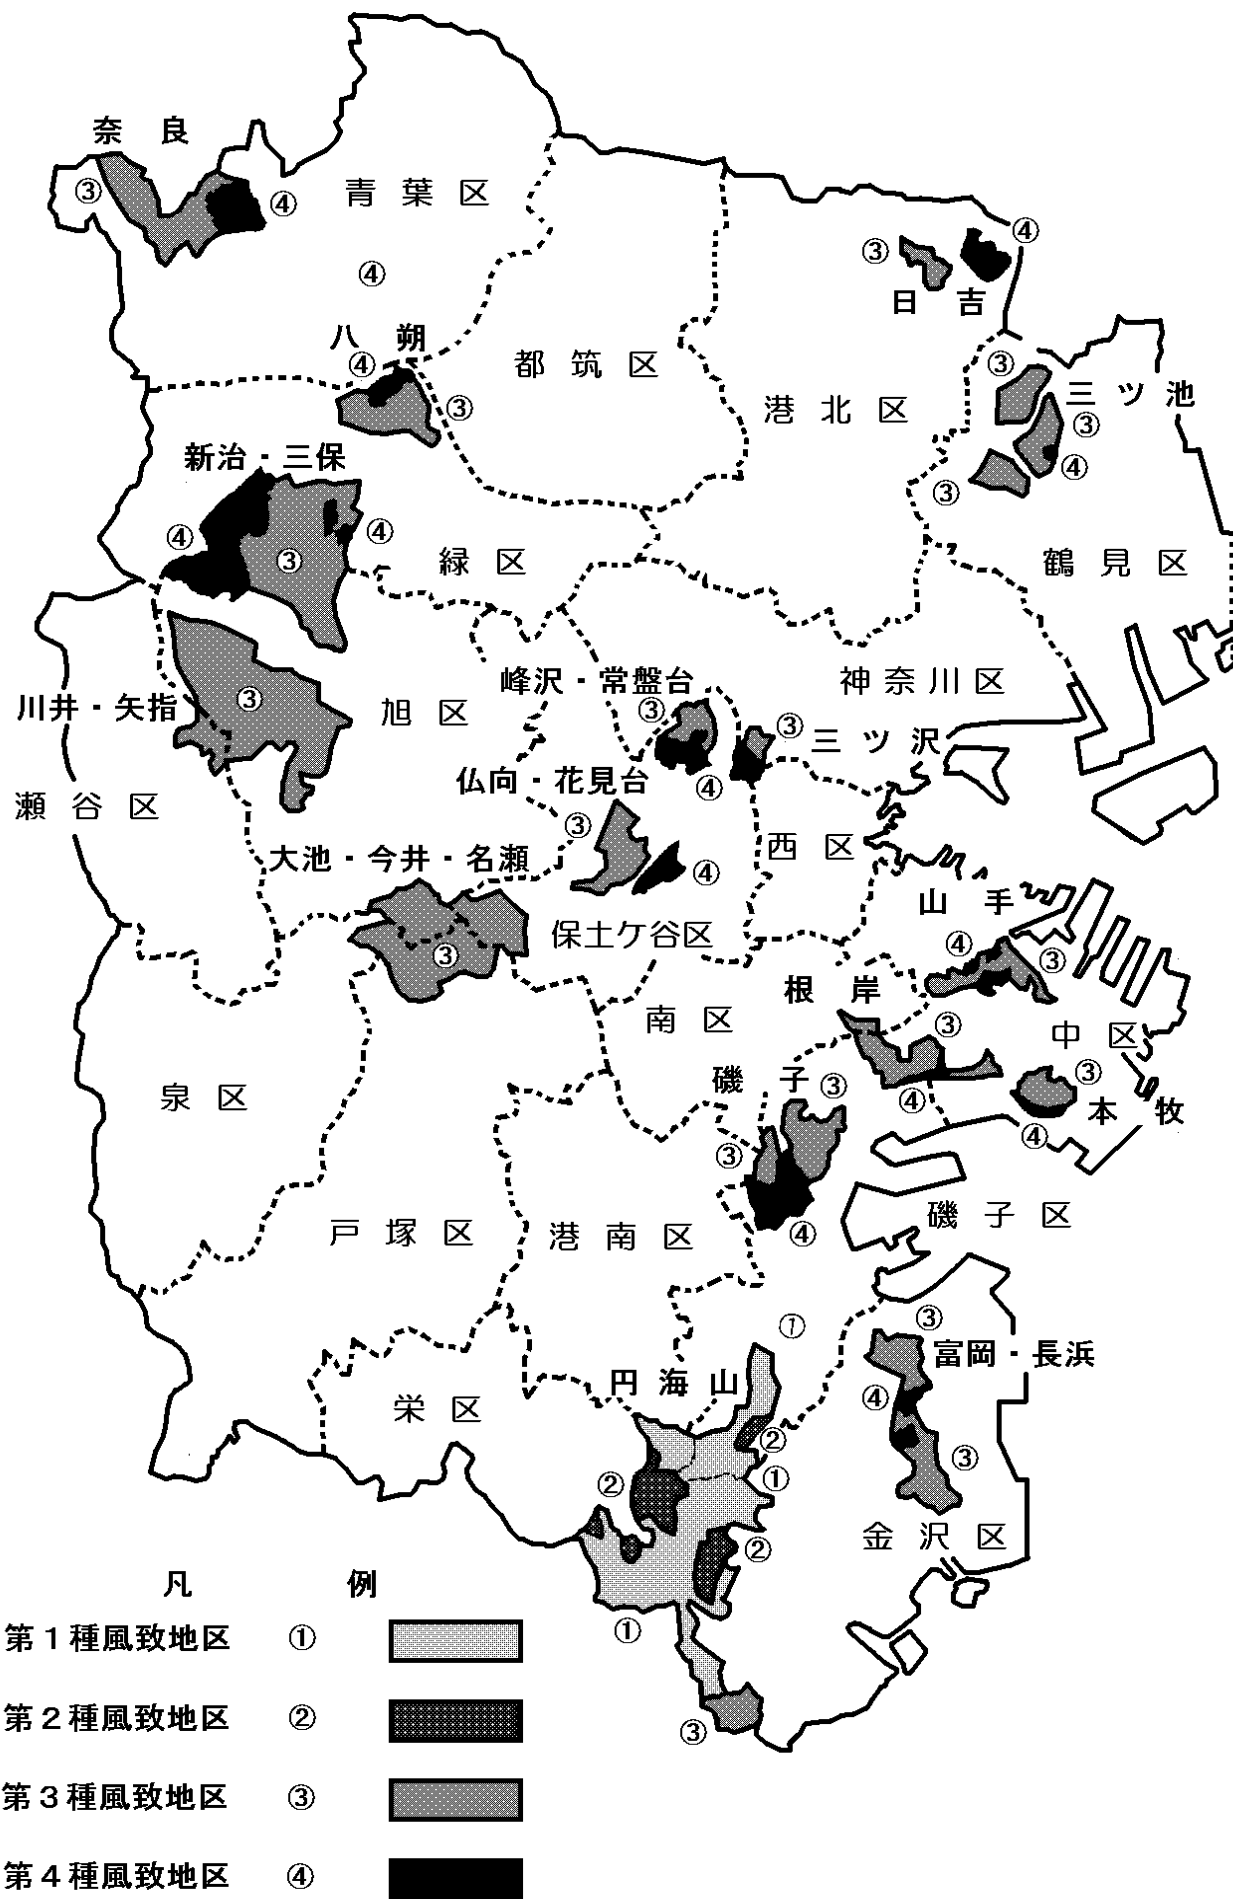 奈良
③
④
青葉区
④
④
③
日吉
八朔
④
③
都筑区
港北区
③
三ツ池
③
④
③
新治・三保
④
③
④
緑区
鶴見区
川井・矢指
③
旭区
峰沢・常盤台
③
④
神奈川区
③
三ツ沢
瀬谷区
仏向・花見台
③
④
西区
大池・今井・名瀬
③
保土ケ谷区
山手
④
③
根岸
③
④
南区
中区
③
本牧
④
泉区
磯子
③
③
④
戸塚区
港南区
磯子区
①
③
富岡・長浜
④
③
円海山
栄区
②
①
②
②
①
③
金沢区
凡例
第１種風致地区 ①
第２種風致地区 ②
第３種風致地区 ③
第４種風致地区 ④